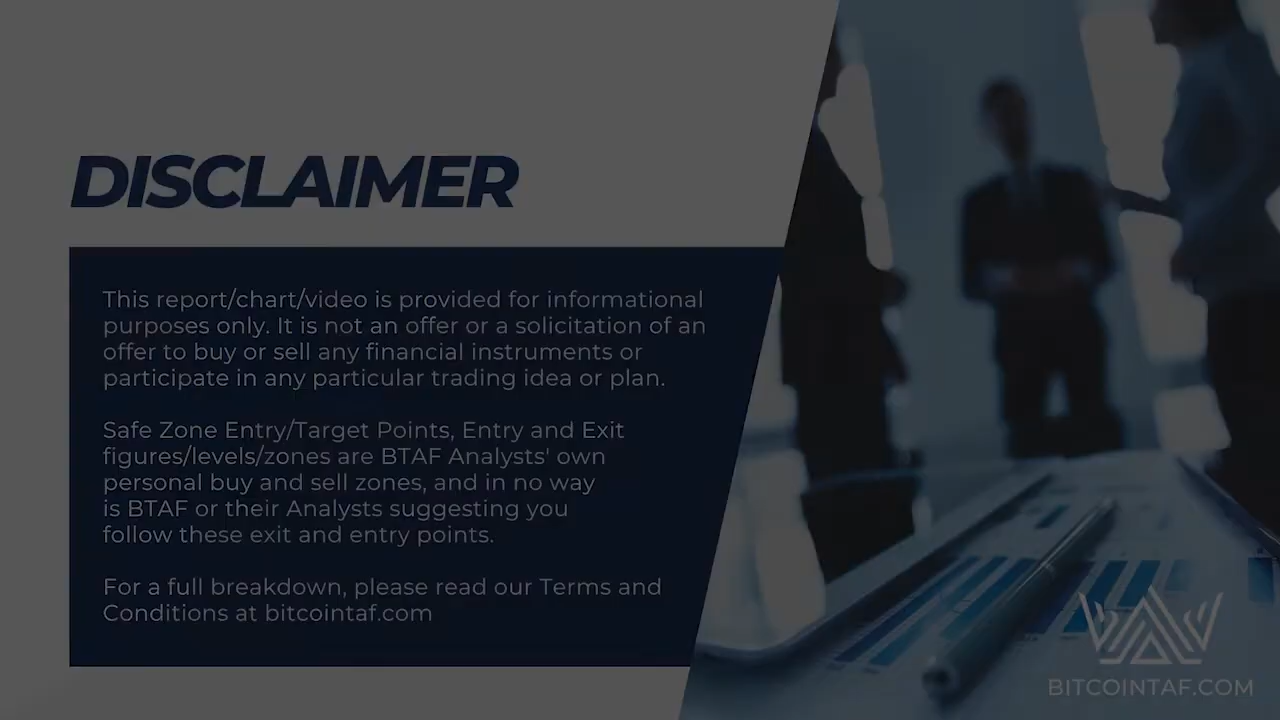 DISCLAIMER
This report/chart/video is provided for informational
purposes only. It is not an offer or a solicitation of an
offer to buy or sell any financial instruments or
participate in any particular trading idea or plan.
Safe Zone Entry/Target Points, Entry and Exit
figures/levels/zones are BTAF Analysts' own
personal buy and sell zones, and in no way
is BTAF or their Analysts suggesting you
follow these exit and entry points.
For a full breakdown, please read our Terms and
Conditions at bitcointaf.com
BITCOINTAF.COM